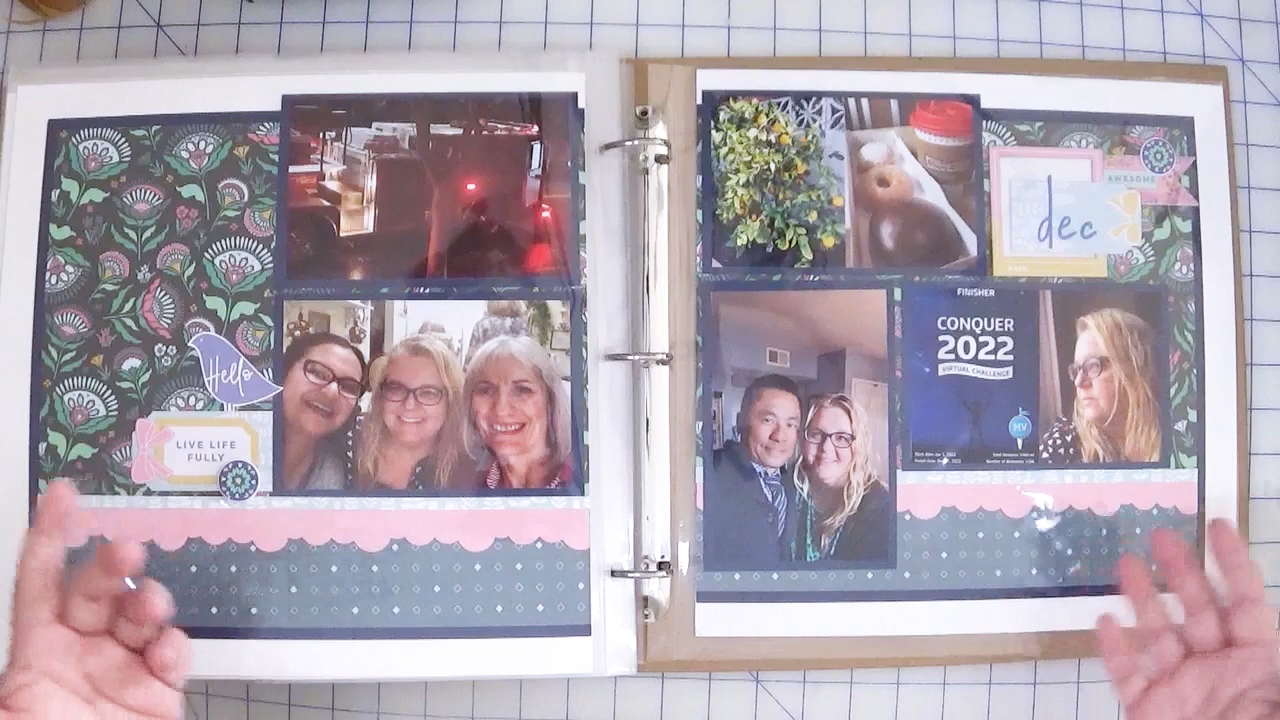 Hello
LIVE LIFE
FULLY
AWESOME
dec
FINISHER
CONQUER
2022
VIRTUAL CHALLENGE
MV